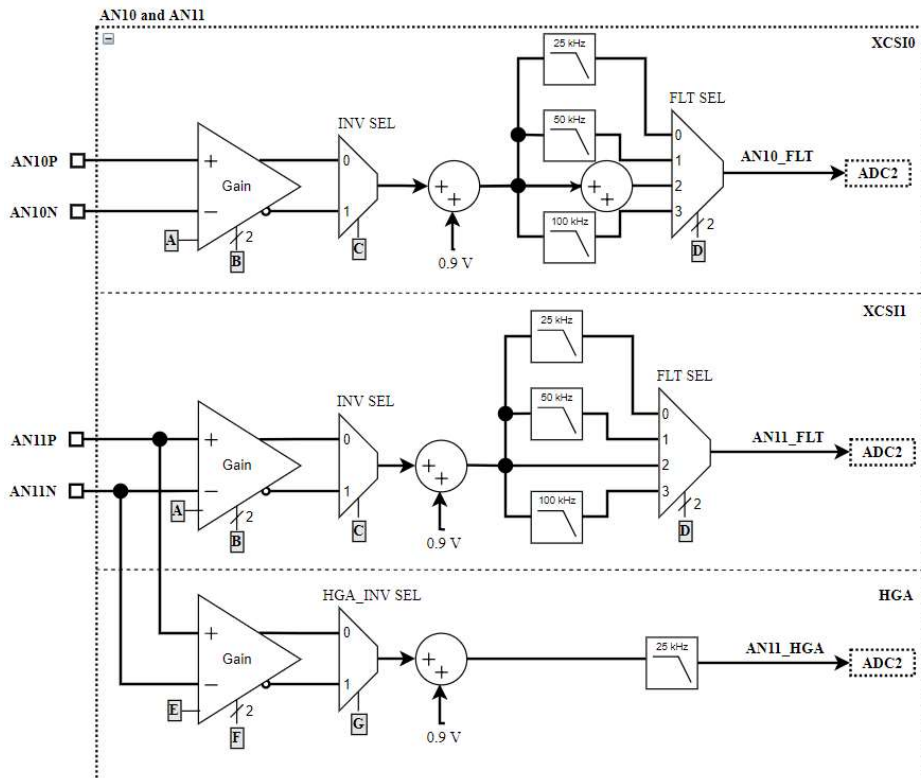 AN10 and AN11
XCSI0
25 kHz
FLT SEL
INV SEL
50 kHz
0
1
2
3
AN10P
AN10N
+
−
Gain
0
1
+
+
+
+
AN10_FLT
ADC2
100 kHz
A
2
B
C
0.9 V
2
D
XCSI1
25 kHz
FLT SEL
INV SEL
50 kHz
0
1
2
3
AN11P
AN11N
+
−
Gain
0
1
+
+
AN11_FLT
ADC2
100 kHz
A
2
B
C
0.9 V
2
D
HGA
HGA_INV SEL
+
−
Gain
0
1
+
+
25 kHz
AN11_HGA
ADC2
E
2
F
G
0.9 V